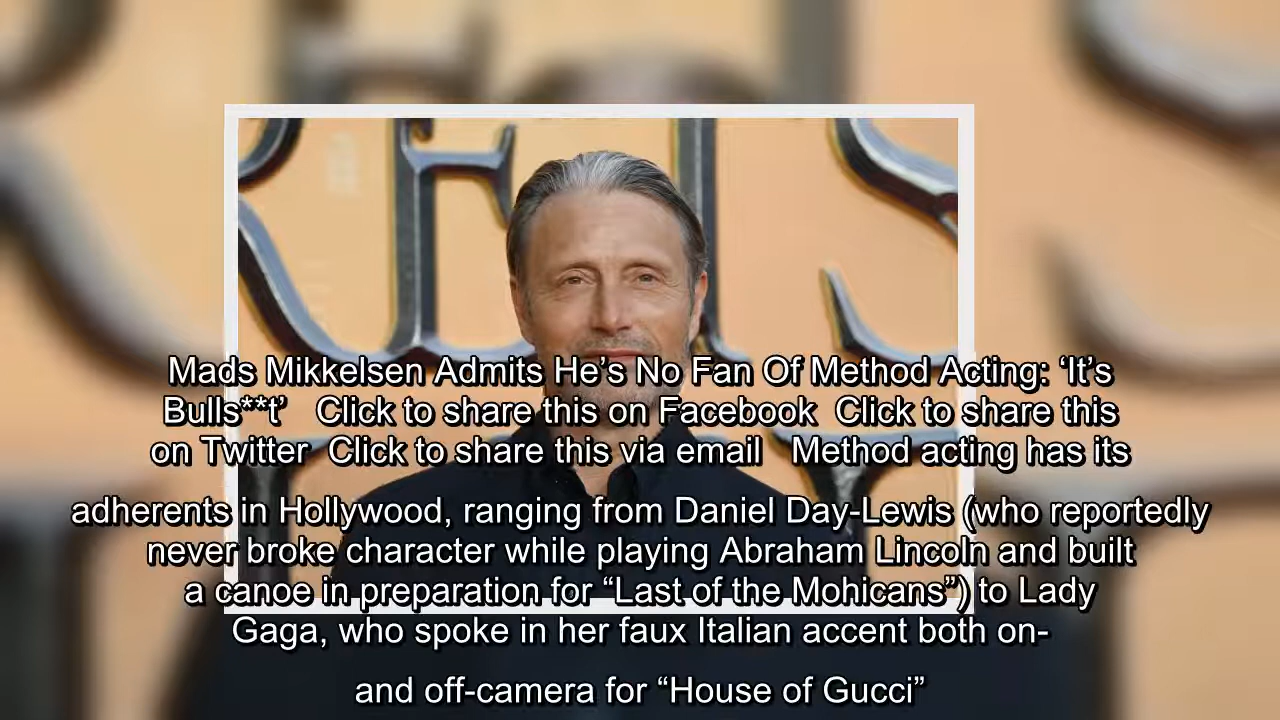 Mads Mikkelsen Admits He’s No Fan Of Method Acting: ‘It’s
Bulls**t’   Click to share this on Facebook  Click to share this
on Twitter  Click to share this via email   Method acting has its
adherents in Hollywood, ranging from Daniel Day-Lewis (who reportedly
never broke character while playing Abraham Lincoln and built
a canoe in preparation for “Last of the Mohicans”) to Lady
Gaga, who spoke in her faux Italian accent both on-
and off-camera for “House of Gucci”